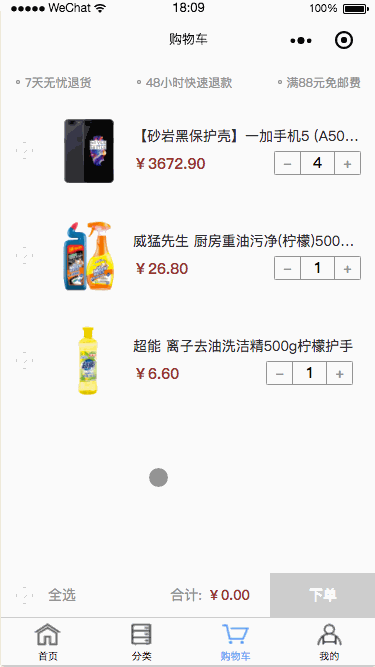 WeChat 18:09 100%
购物车
7天无忧退货 48小时快速退款 满88元免邮费
【砂岩黑保护壳】一加手机5 (A50...
￥3672.90 − 4 +
威猛先生 厨房重油污净(柠檬)500...
￥26.80 − 1 +
超能 离子去油洗洁精500g柠檬护手
￥6.60 − 1 +
全选 合计: ￥0.00 下单
首页 分类 购物车 我的